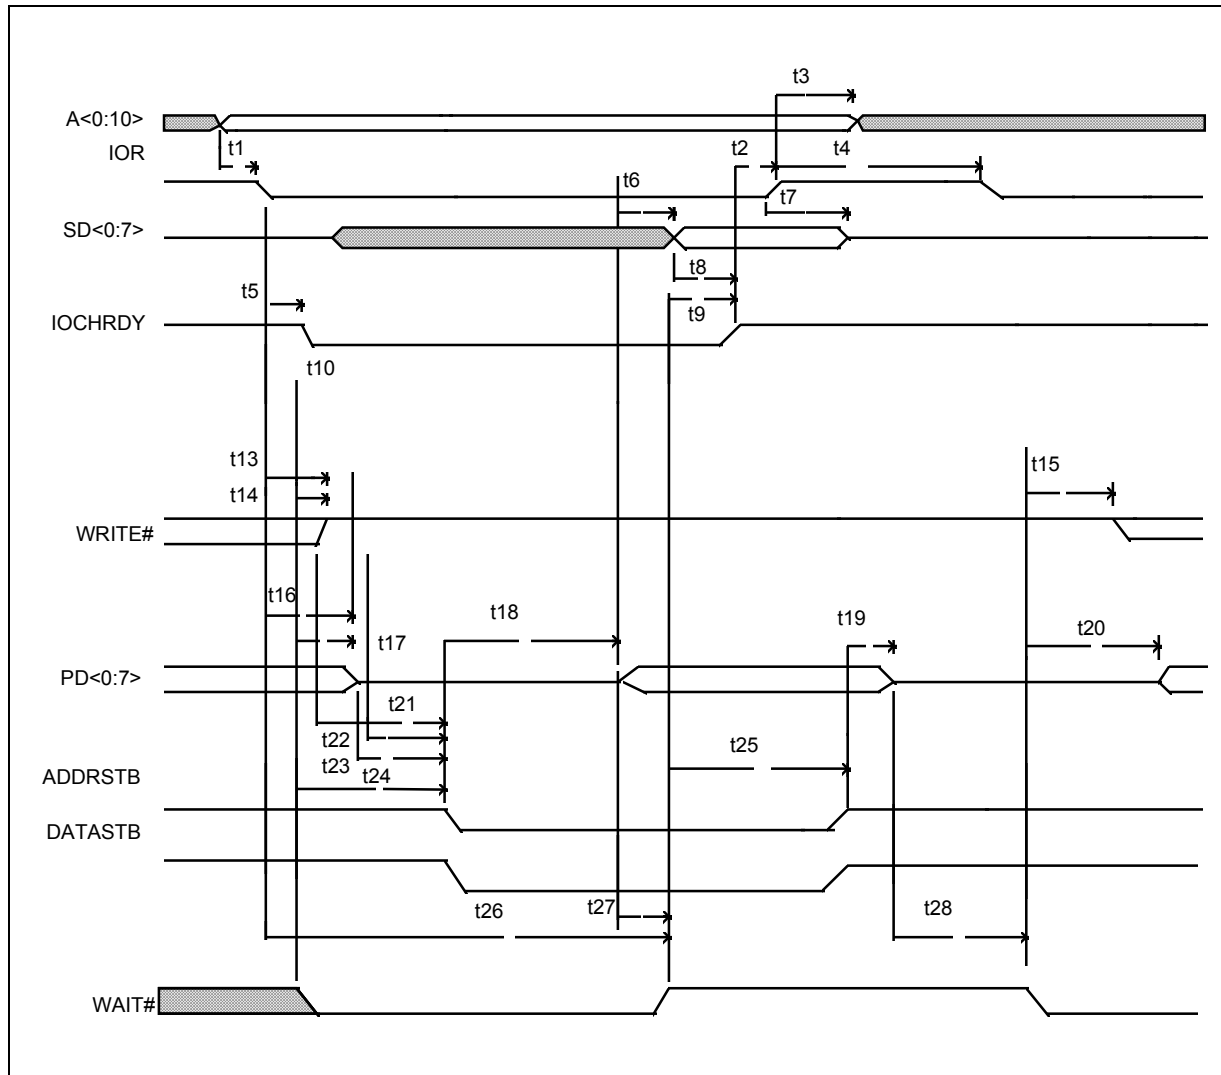 t3
A<0:10>
t1
t2
t4
IOR
t6
t7
SD<0:7>
t8
t5
t9
IOCHRDY
t10
t13
t15
t14
WRITE#
t16
t18
t19
t17
t20
PD<0:7>
t21
t22
t25
t23
t24
ADDRSTB
DATASTB
t26
t27
t28
WAIT#